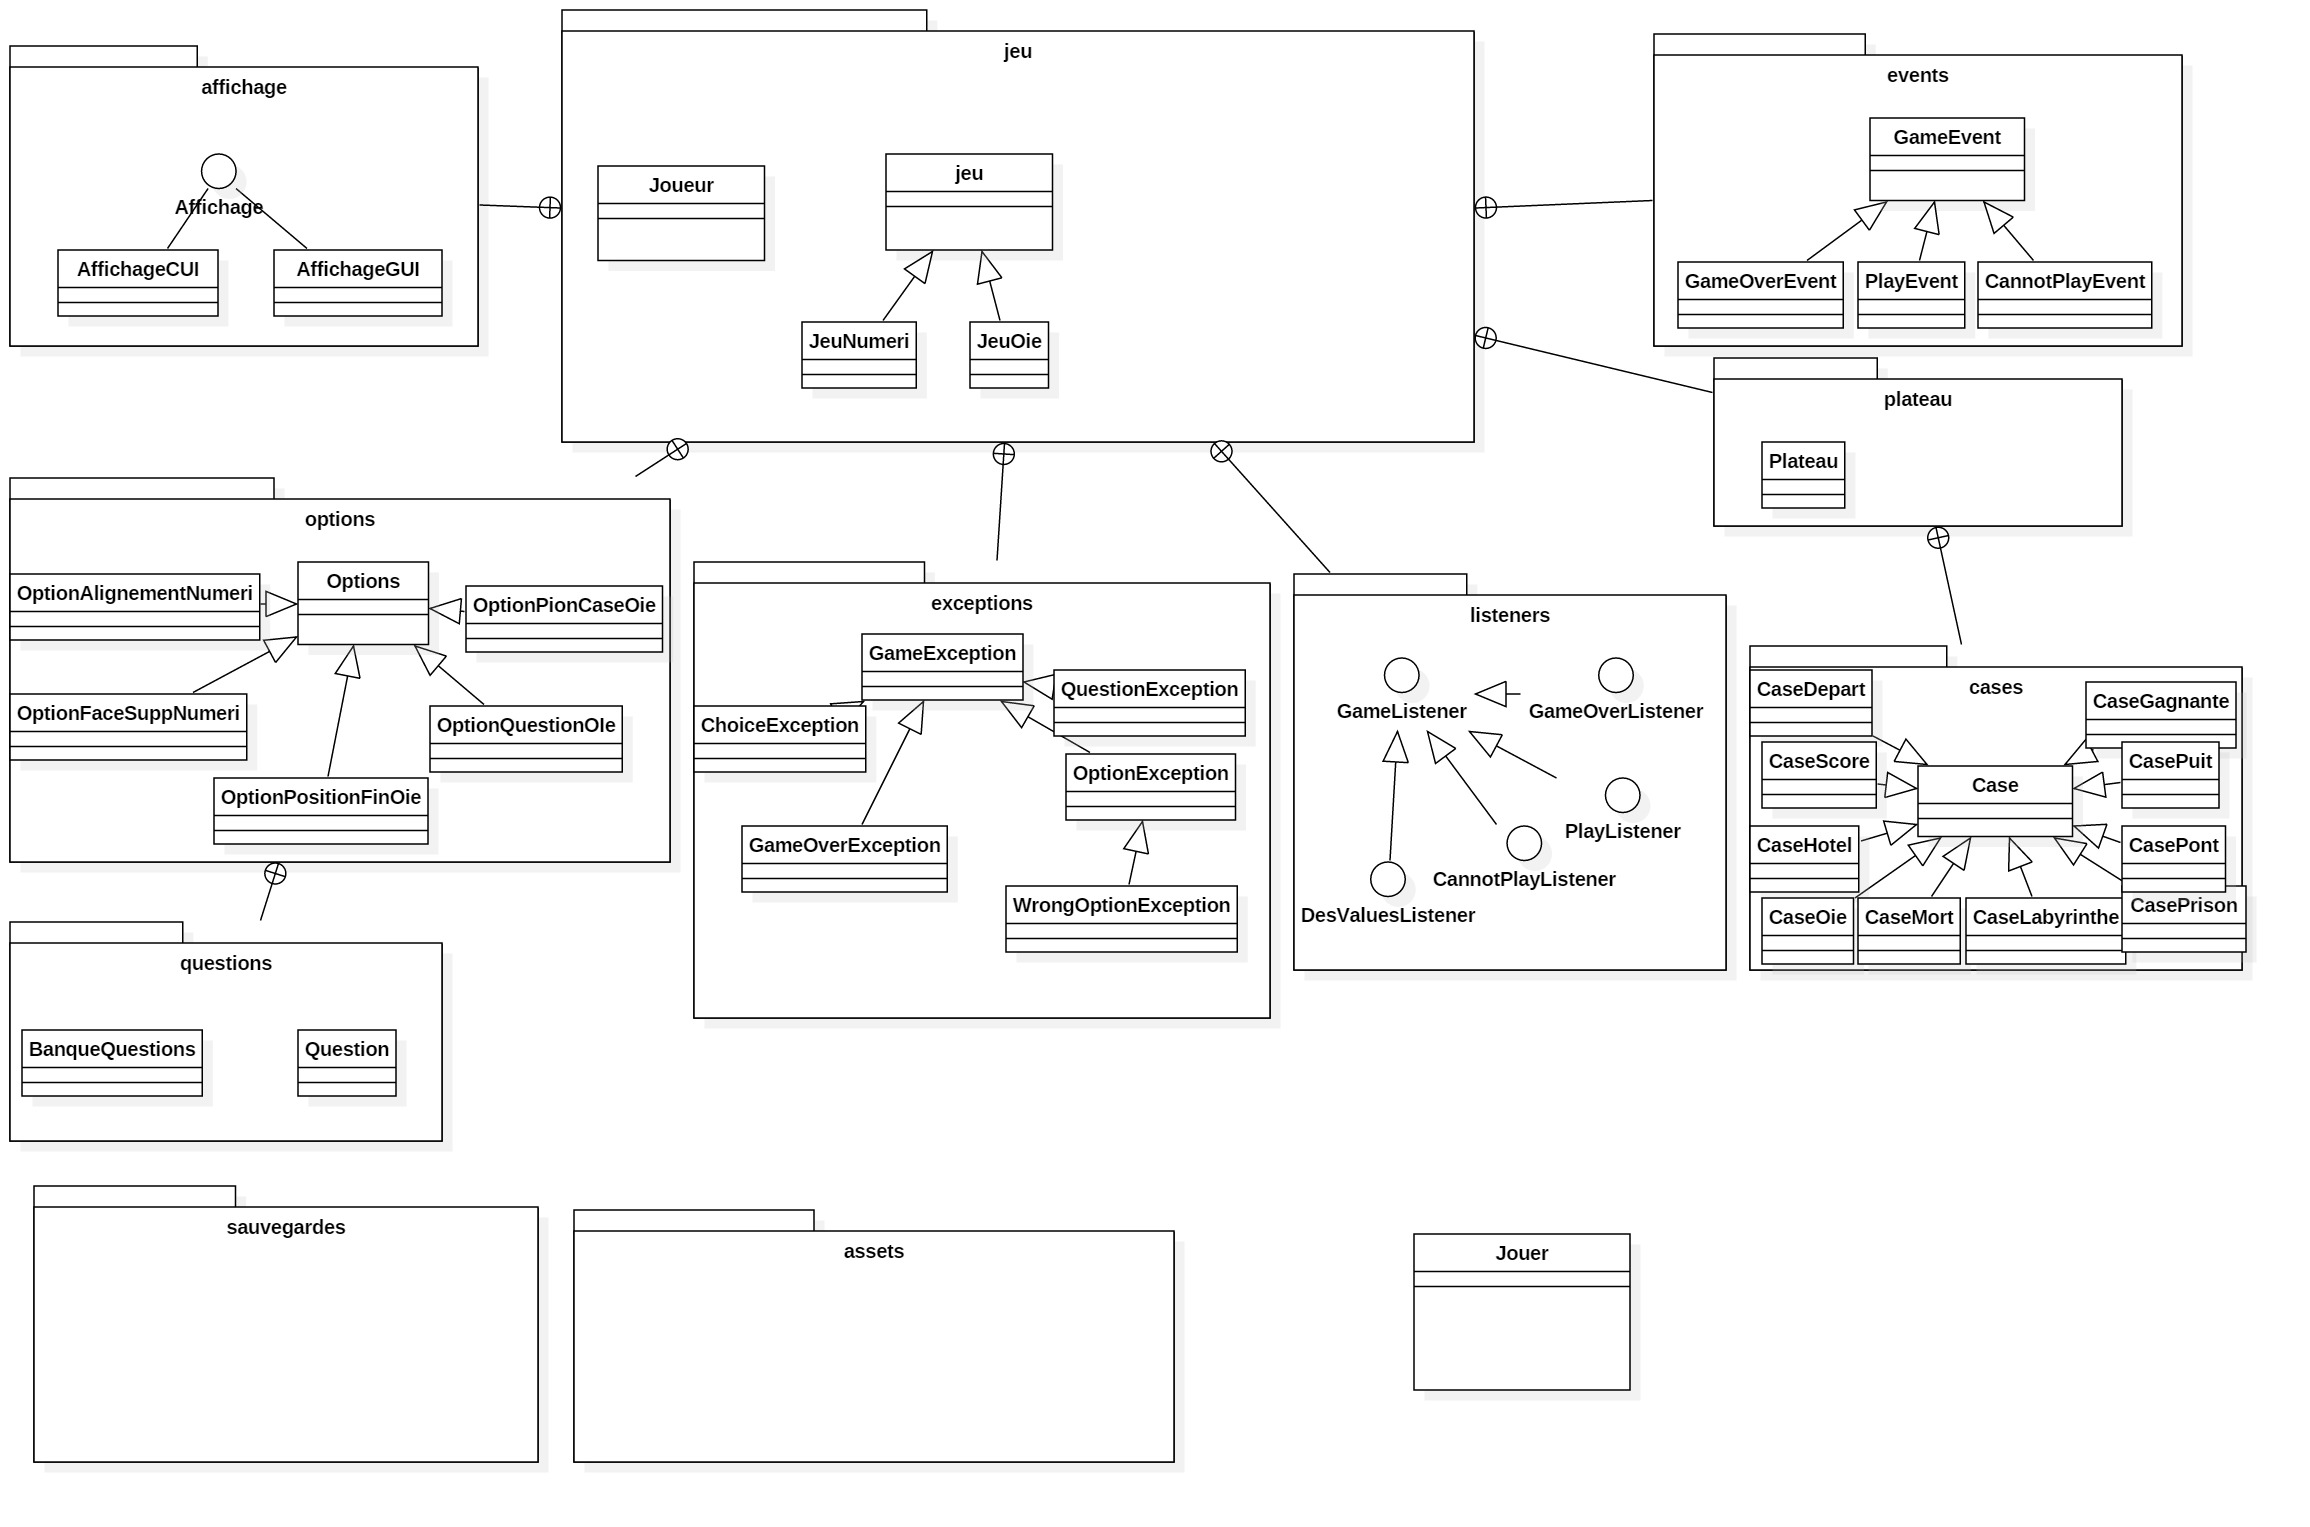 jeu
affichage
events
Affichage
AffichageCUI
AffichageGUI
Joueur
jeu
JeuNumeri
JeuOie
GameEvent
GameOverEvent
PlayEvent
CannotPlayEvent
plateau
Plateau
options
OptionAlignementNumeri
Options
OptionPionCaseOie
OptionFaceSuppNumeri
OptionQuestionOIe
OptionPositionFinOie
exceptions
GameException
QuestionException
ChoiceException
OptionException
GameOverException
WrongOptionException
listeners
GameListener
GameOverListener
PlayListener
CannotPlayListener
DesValuesListener
cases
CaseDepart
CaseGagnante
CaseScore
Case
CasePuit
CaseHotel
CasePont
CaseOie
CaseMort
CaseLabyrinthe
CasePrison
questions
BanqueQuestions
Question
sauvegardes
assets
Jouer